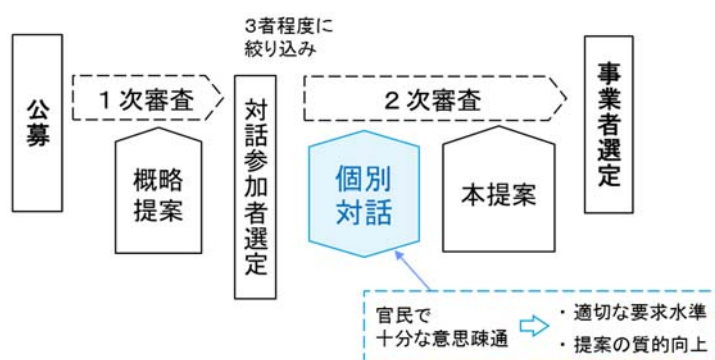 3者程度に
絞り込み
公募
1次審査
概略
提案
対話参加者選定
2次審査
個別
対話
本提案
事業者選定
官民で
十分な意思疎通
・適切な要求水準
・提案の質的向上